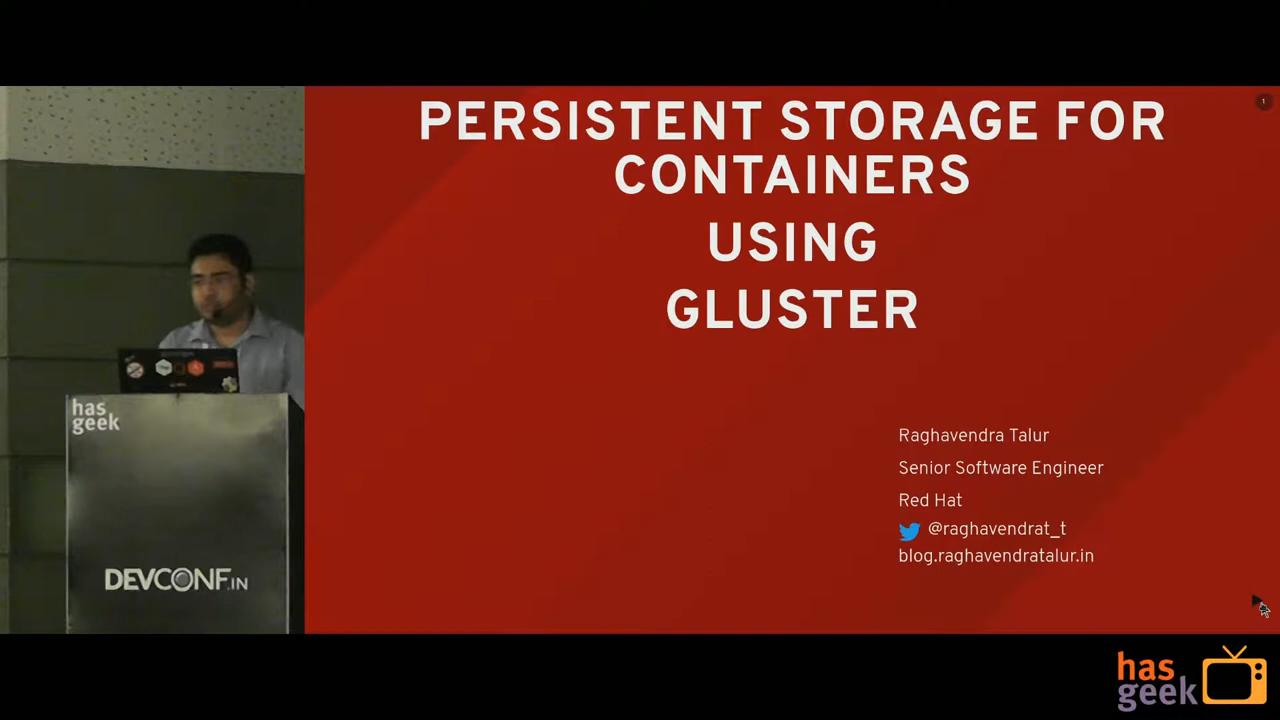 PERSISTENT STORAGE FOR
CONTAINERS
USING
GLUSTER
1
Raghavendra Talur
Senior Software Engineer
Red Hat
@raghavendrat_t
blog.raghavendratalur.in
has
geek
DEVCONF.IN
has
geek